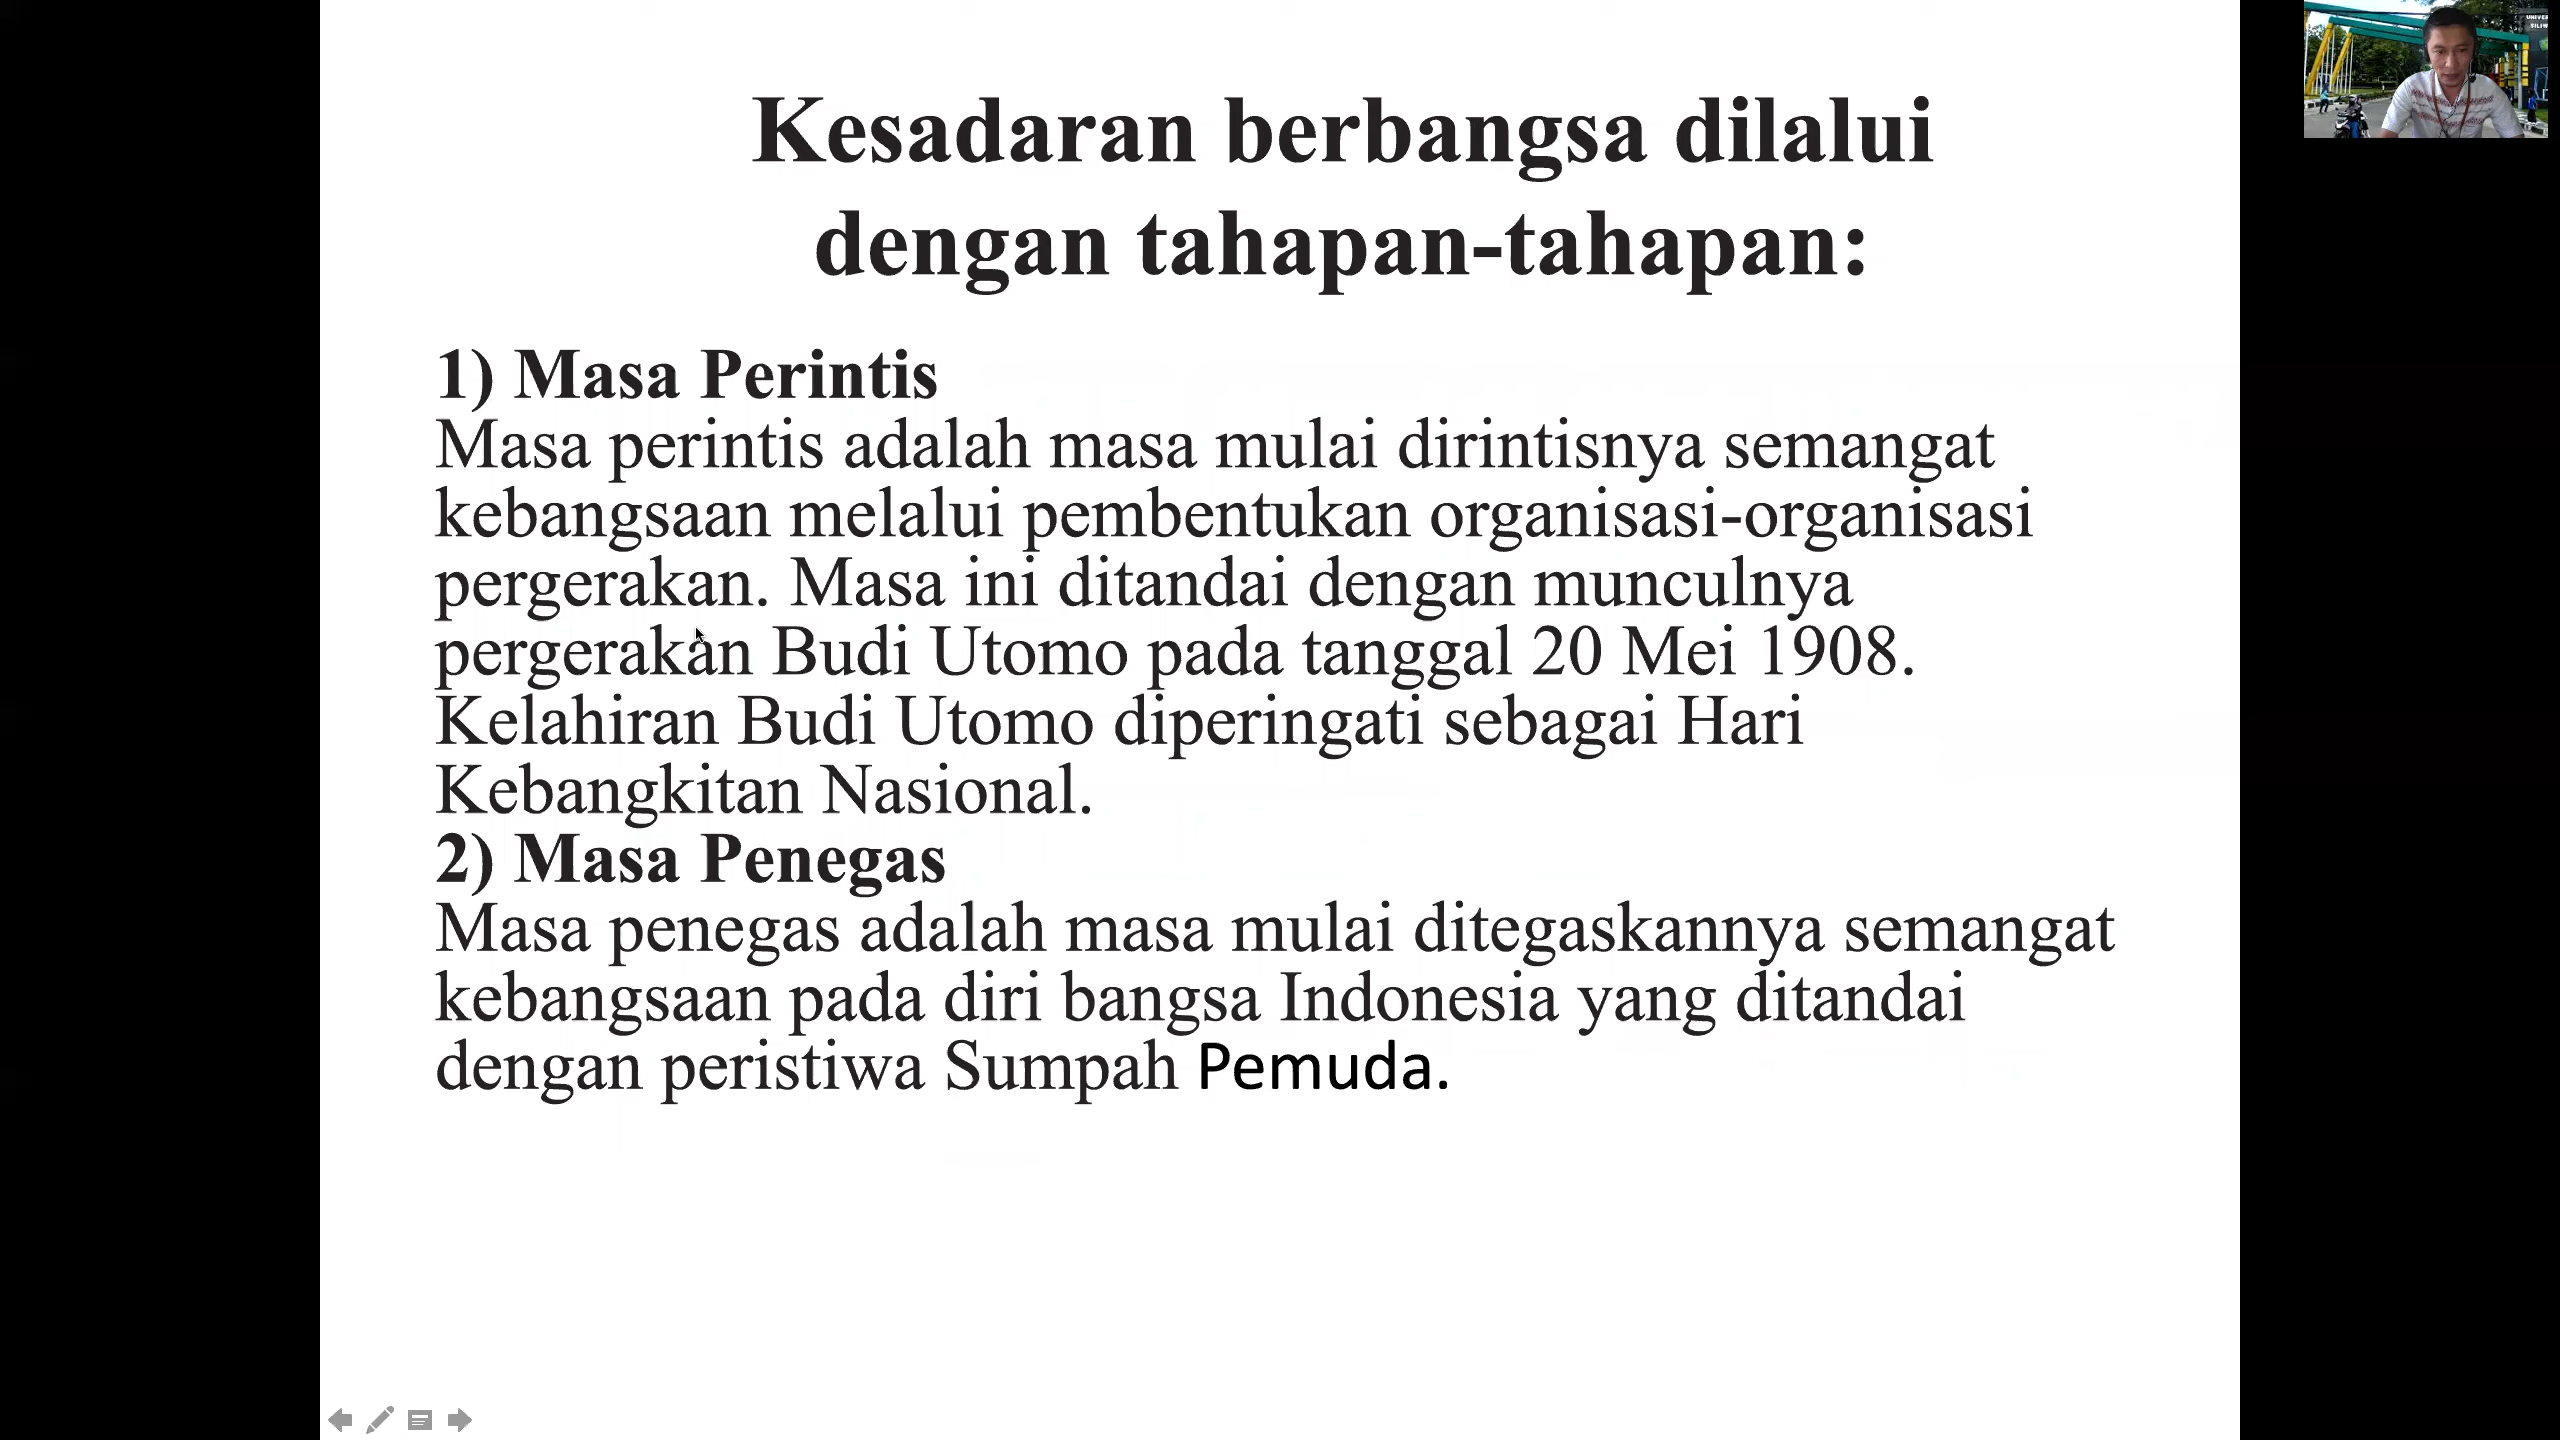 Kesadaran berbangsa dilalui
dengan tahapan-tahapan:
1) Masa Perintis
Masa perintis adalah masa mulai dirintisnya semangat
kebangsaan melalui pembentukan organisasi-organisasi
pergerakan. Masa ini ditandai dengan munculnya
pergerakan Budi Utomo pada tanggal 20 Mei 1908.
Kelahiran Budi Utomo diperingati sebagai Hari
Kebangkitan Nasional.
2) Masa Penegas
Masa penegas adalah masa mulai ditegaskannya semangat
kebangsaan pada diri bangsa Indonesia yang ditandai
dengan peristiwa Sumpah Pemuda.